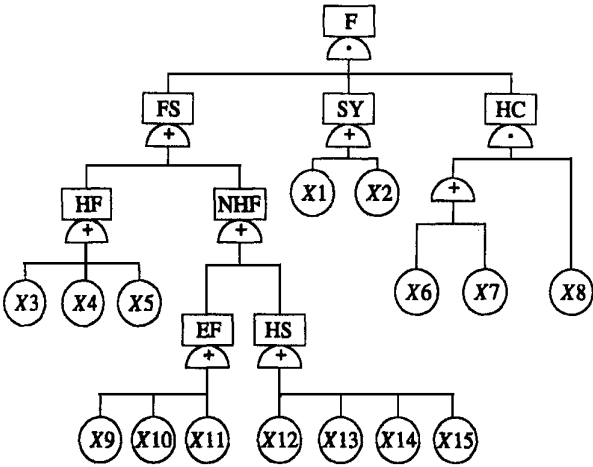 F
·
FS SY HC
+ + ·
HF NHF X1 X2 +
+ +
X3 X4 X5 X6 X7 X8
EF HS
+ +
X9 X10 X11 X12 X13 X14 X15